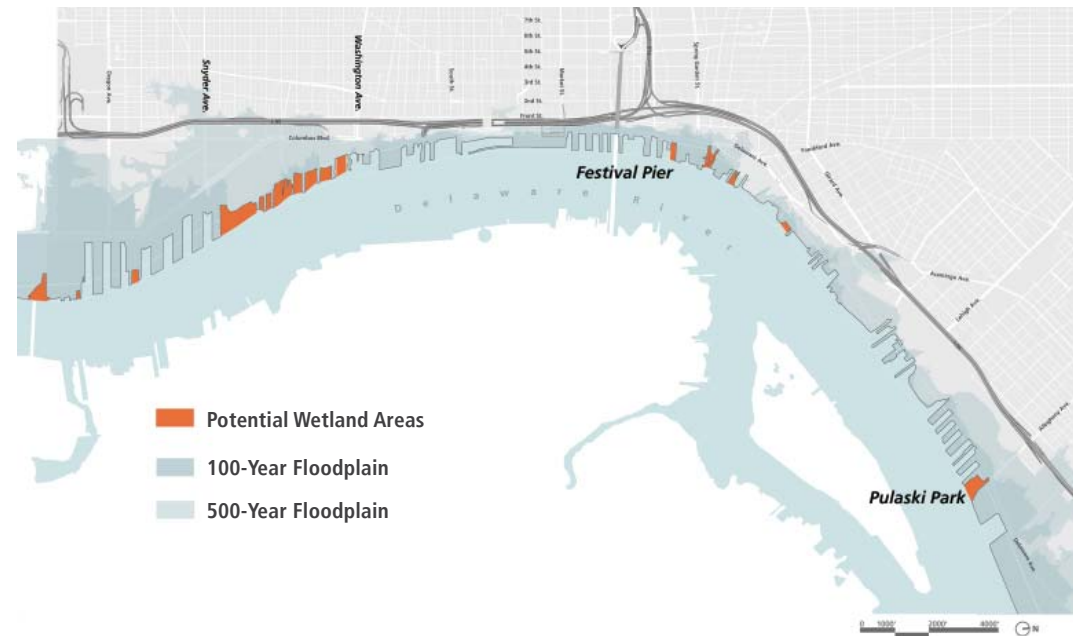 7th St.
6th St.
5th St.
4th St.
3rd St.
2nd St.
Front St.
Oregon Ave.
Snyder Ave.
Washington Ave.
South St.
Market St.
Spring Garden St.
Columbus Blvd.
I-95
Delaware Ave.
Frankford Ave.
Girard Ave.
Festival Pier
Delaware River
Aramingo Ave.
Lehigh Ave.
Allegheny Ave.
Potential Wetland Areas
100-Year Floodplain
500-Year Floodplain
Pulaski Park
Delaware Ave.
0 1000' 2000' 4000' N